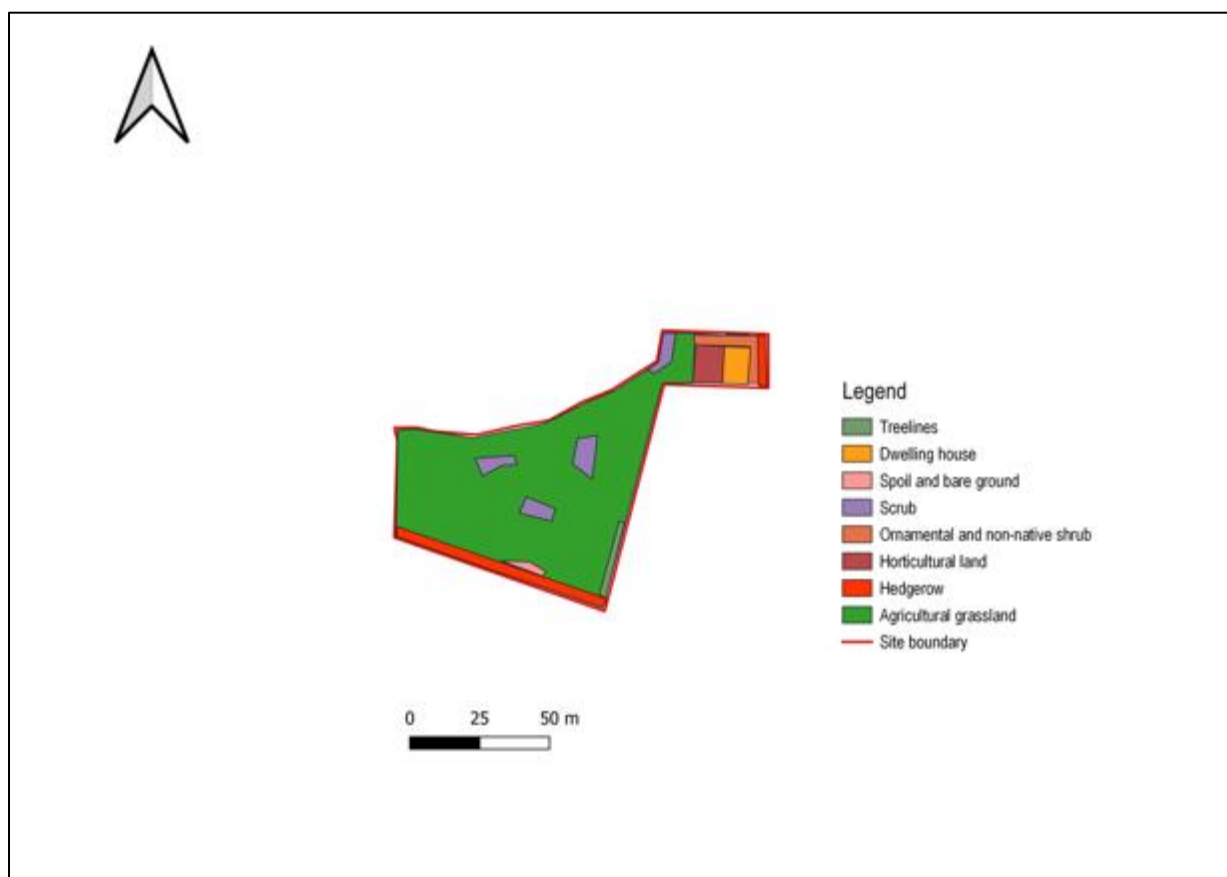 Legend
Treelines
Dwelling house
Spoil and bare ground
Scrub
Ornamental and non-native shrub
Horticultural land
Hedgerow
Agricultural grassland
Site boundary
0 25 50 m